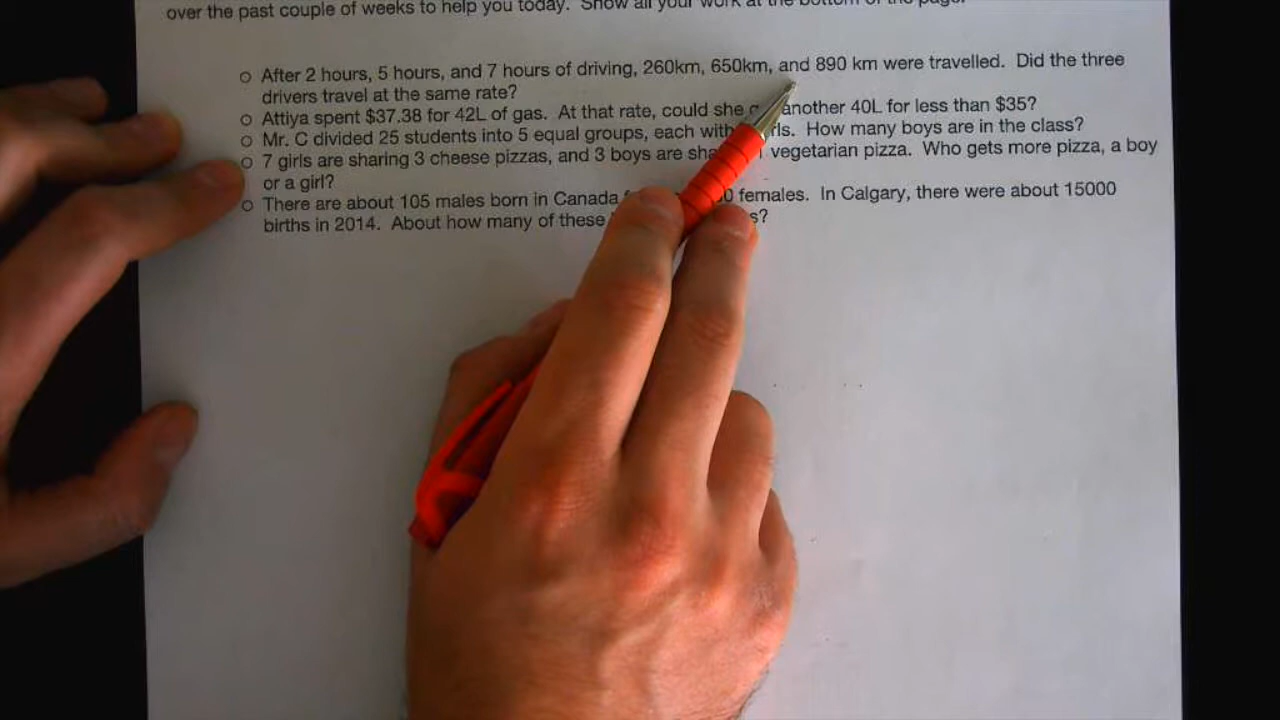 over the past couple of weeks to help you today. Show all your work at the bottom of the page.
o After 2 hours, 5 hours, and 7 hours of driving, 260km, 650km, and 890 km were travelled. Did the three
drivers travel at the same rate?
o Attiya spent $37.38 for 42L of gas. At that rate, could she another 40L for less than $35?
o Mr. C divided 25 students into 5 equal groups, each with How many boys are in the class?
o 7 girls are sharing 3 cheese pizzas, and 3 boys are vegetarian pizza. Who gets more pizza, a boy
or a girl?
o There are about 105 males born in Canada females. In Calgary, there were about 15000
births in 2014. About how many of these